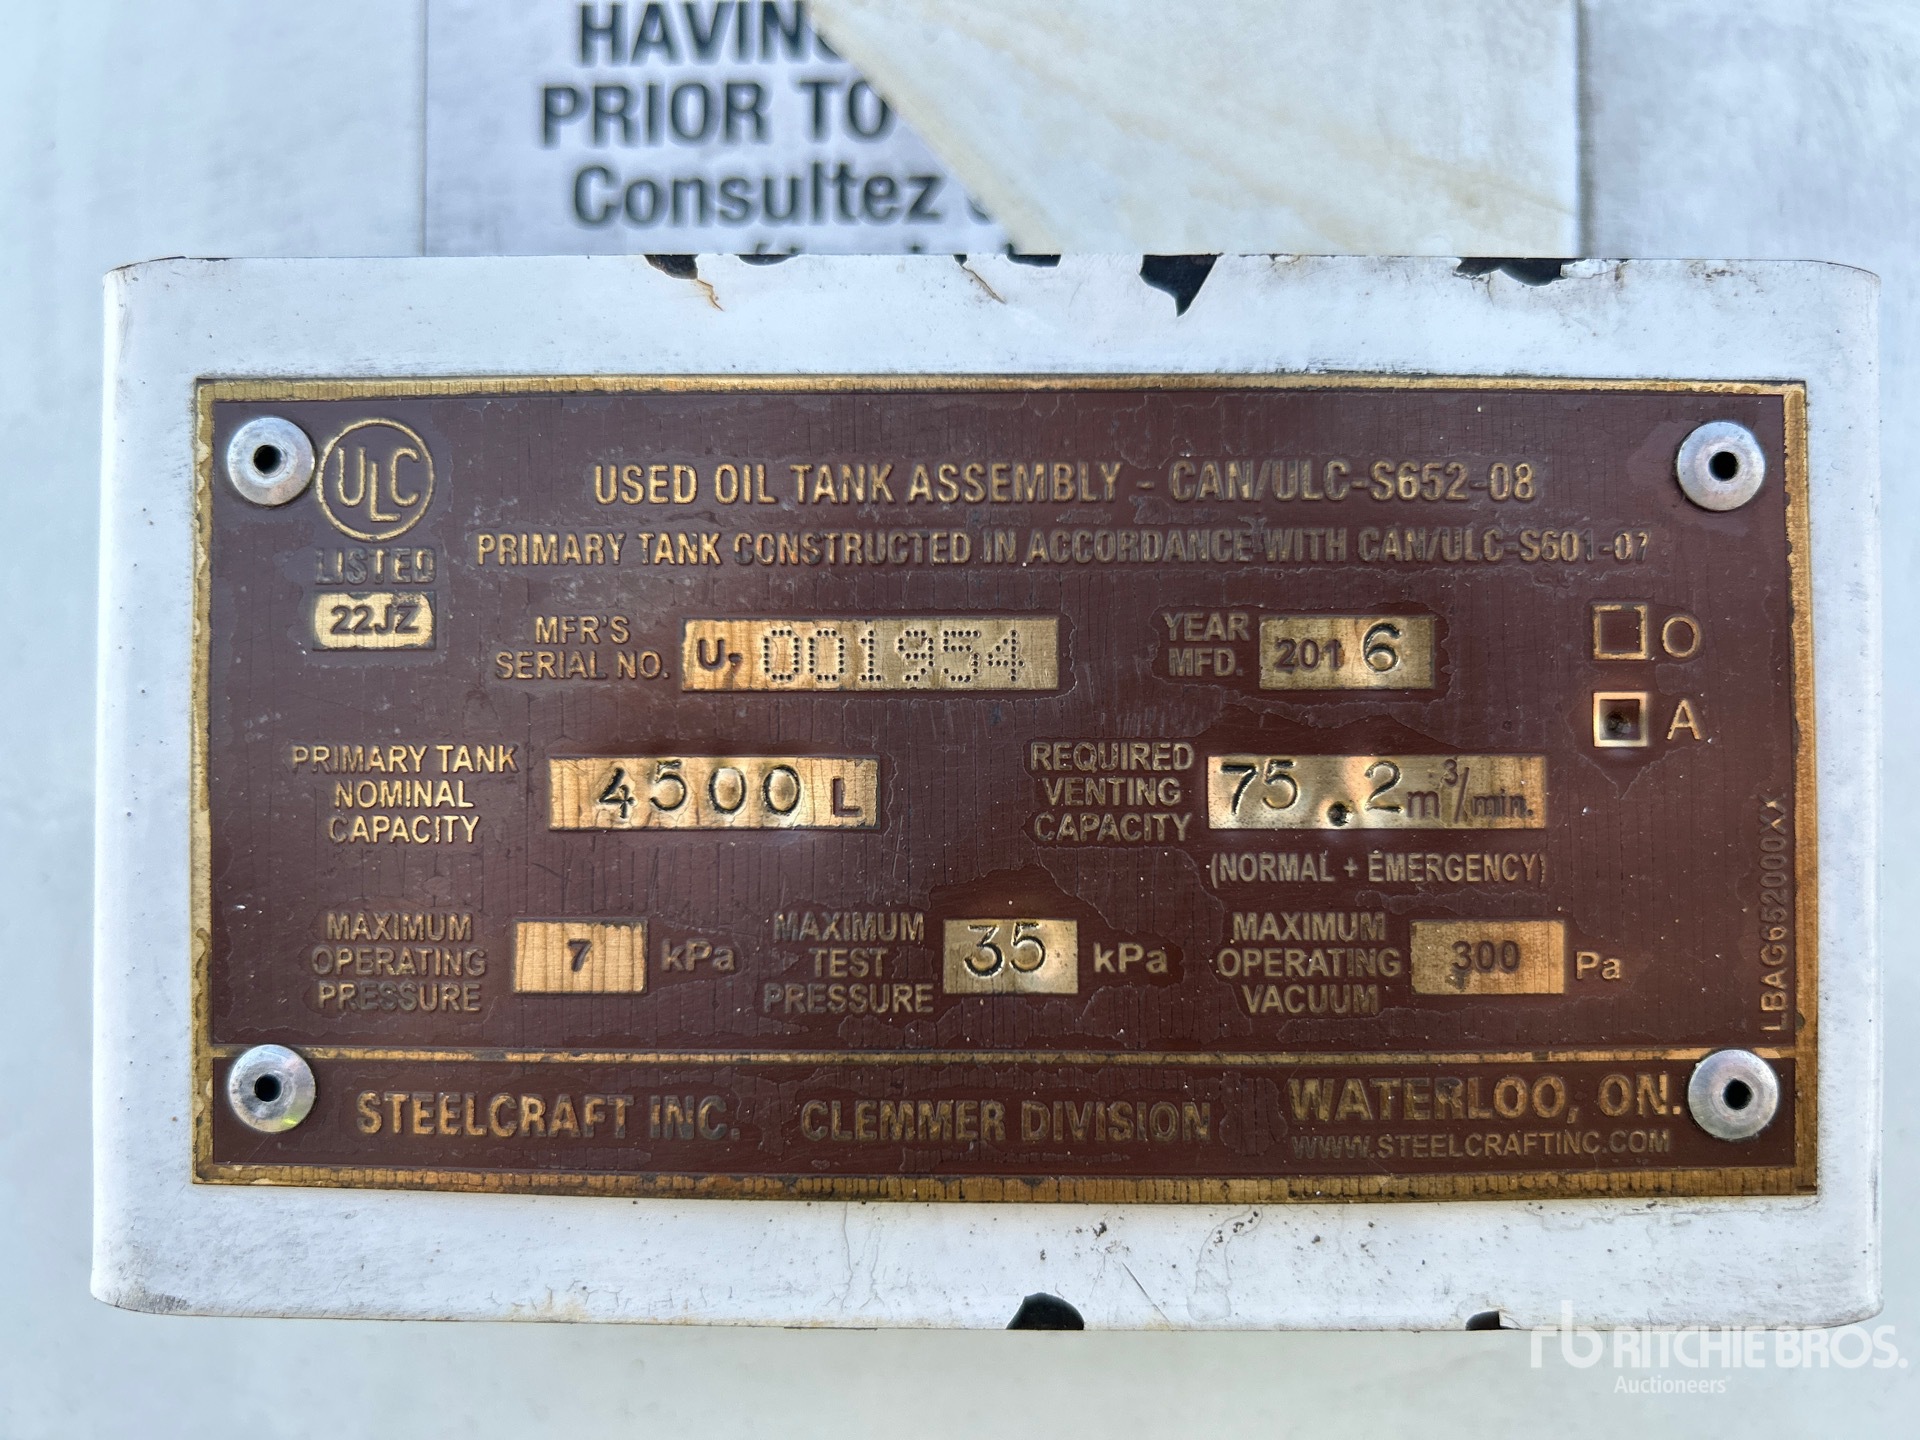 HAVING
PRIOR TO
Consultez
ULC
LISTED
22JZ
USED OIL TANK ASSEMBLY - CAN/ULC-S652-08
PRIMARY TANK CONSTRUCTED IN ACCORDANCE WITH CAN/ULC-S601-07
MFR'S
SERIAL NO.
U, 001954
YEAR
MFD.
2016
O
A
PRIMARY TANK
NOMINAL
CAPACITY
4500 L
REQUIRED
VENTING
CAPACITY
75.2 m³/min.
(NORMAL + EMERGENCY)
MAXIMUM
OPERATING
PRESSURE
7 kPa
MAXIMUM
TEST
PRESSURE
35 kPa
MAXIMUM
OPERATING
VACUUM
300 Pa
LBAG652000XX
STEELCRAFT INC. CLEMMER DIVISION
WATERLOO, ON.
WWW.STEELCRAFTINC.COM
rb RITCHIE BROS.
Auctioneers